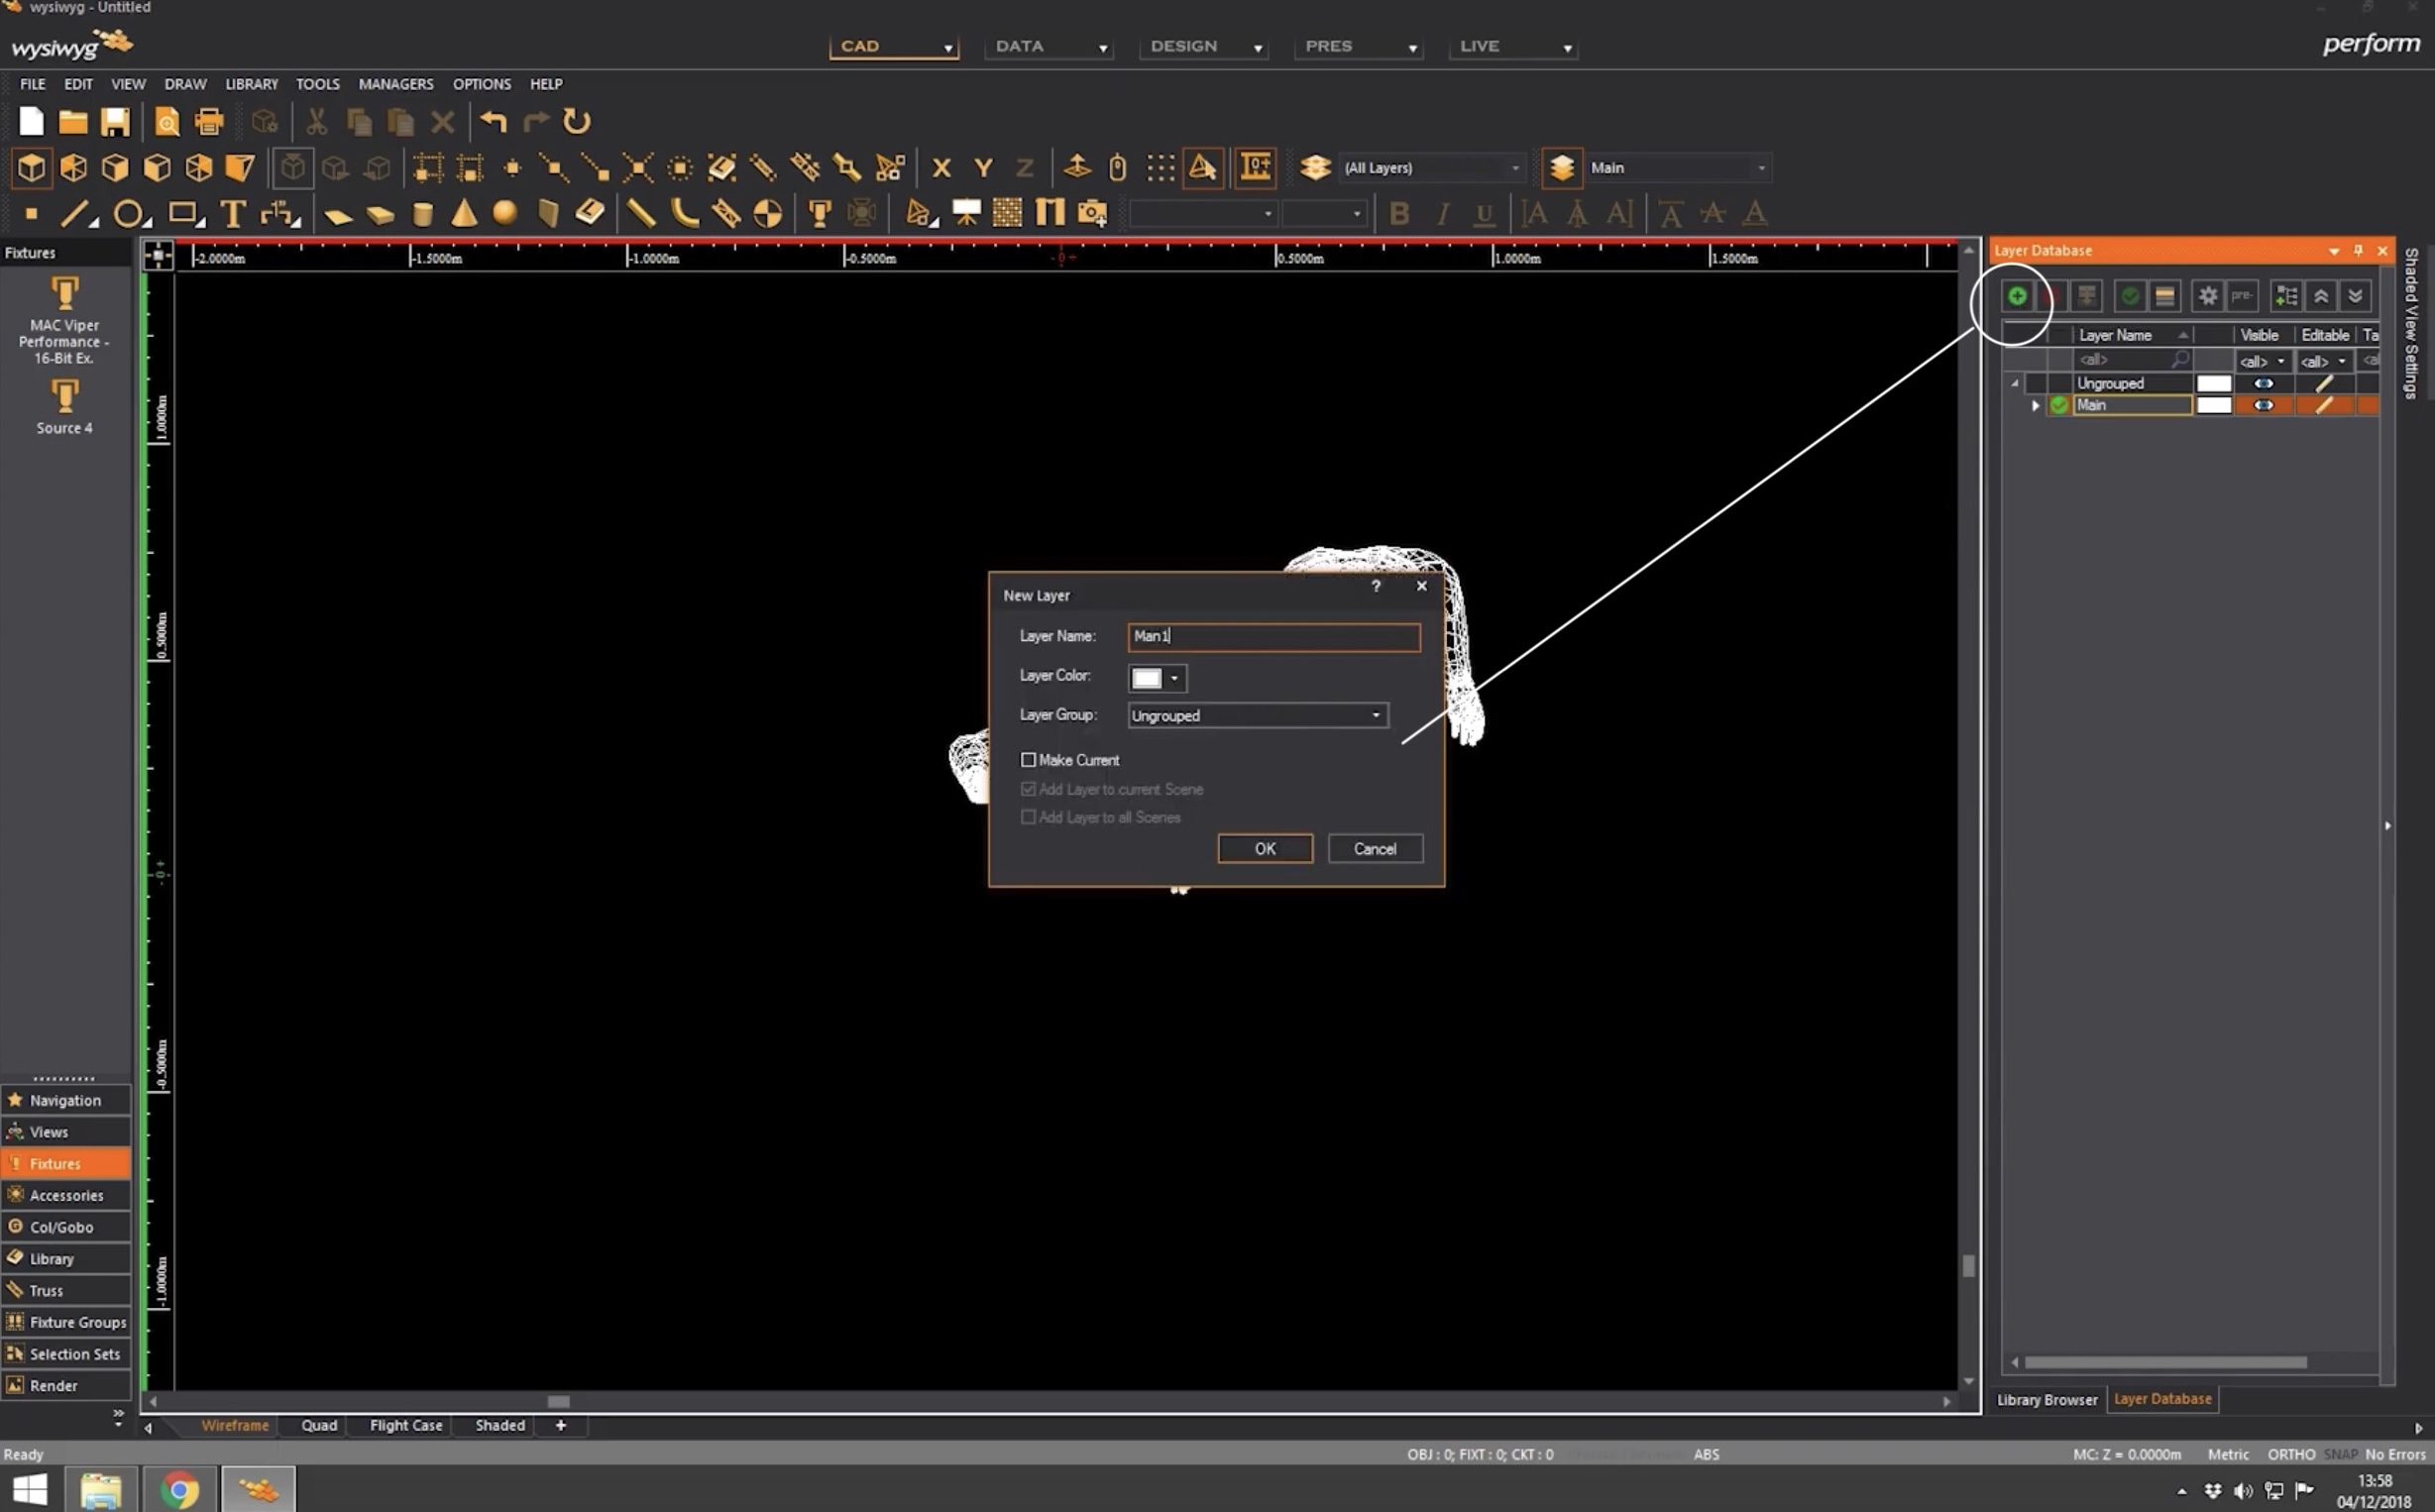 wysiwyg - Untitled
wysiwyg
CAD DATA DESIGN PRES LIVE
perform
FILE EDIT VIEW DRAW LIBRARY TOOLS MANAGERS OPTIONS HELP
X Y Z
(All Layers)
Main
T
B I U A A A A A A
Fixtures
MAC Viper
Performance -
16-Bit Ex.
Source 4
-2.0000m -1.5000m -1.0000m -0.5000m -0+ 0.5000m 1.0000m 1.5000m
1.0000m
0.5000m
-0+
-0.5000m
-1.0000m
New Layer
? ×
Layer Name: Man1
Layer Color:
Layer Group: Ungrouped
Make Current
Add Layer to current Scene
Add Layer to all Scenes
OK Cancel
Layer Database
pre-
Layer Name Visible Editable Ta
<all> <all> <all> <al
Ungrouped
Main
Shaded View Settings
Navigation
Views
Fixtures
Accessories
Col/Gobo
Library
Truss
Fixture Groups
Selection Sets
Render
Wireframe Quad Flight Case Shaded +
Library Browser Layer Database
Ready
OBJ : 0; FIXT : 0; CKT : 0
ABS
MC: Z = 0.0000m Metric ORTHO SNAP No Errors
13:58
04/12/2018